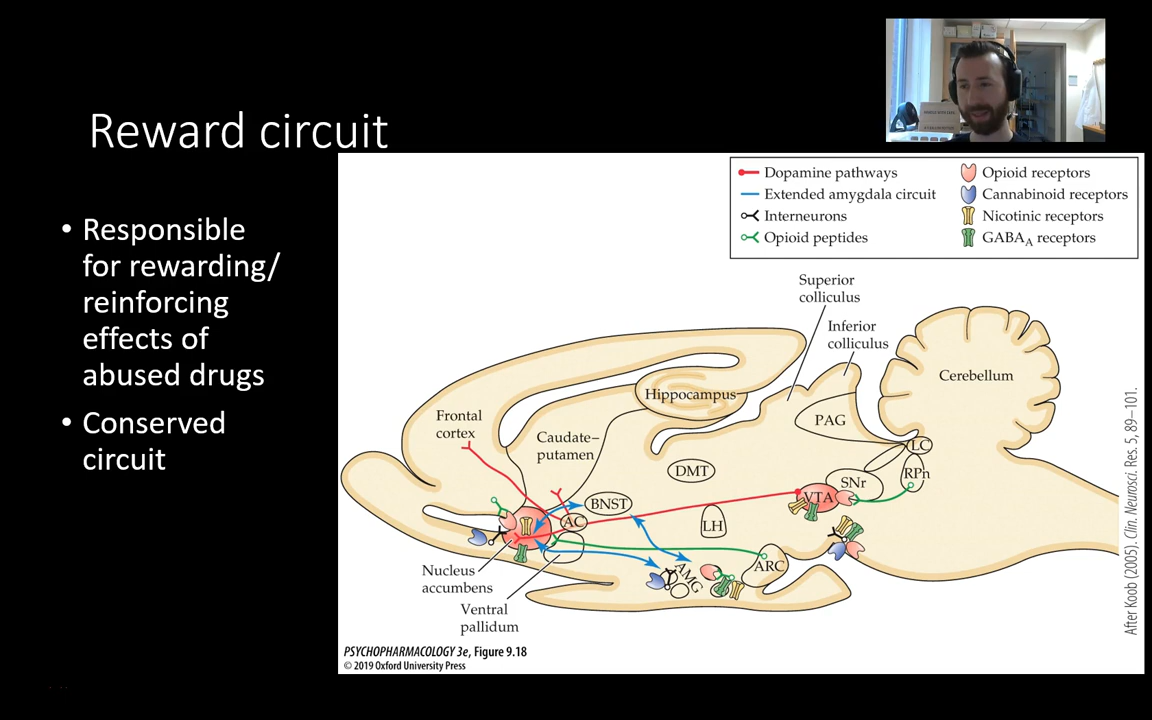 Reward circuit
• Responsible
for rewarding/
reinforcing
effects of
abused drugs
• Conserved
circuit
Dopamine pathways
Extended amygdala circuit
Interneurons
Opioid peptides
Opioid receptors
Cannabinoid receptors
Nicotinic receptors
GABAA receptors
Superior
colliculus
Inferior
colliculus
Cerebellum
Hippocampus
Frontal
cortex
Caudate–
putamen
PAG
LC
RPn
DMT
SNr
VTA
BNST
AC
LH
ARC
AMG
Nucleus
accumbens
Ventral
pallidum
After Koob (2005). Clin. Neurosci. Res. 5, 89–101.
PSYCHOPHARMACOLOGY 3e, Figure 9.18
© 2019 Oxford University Press